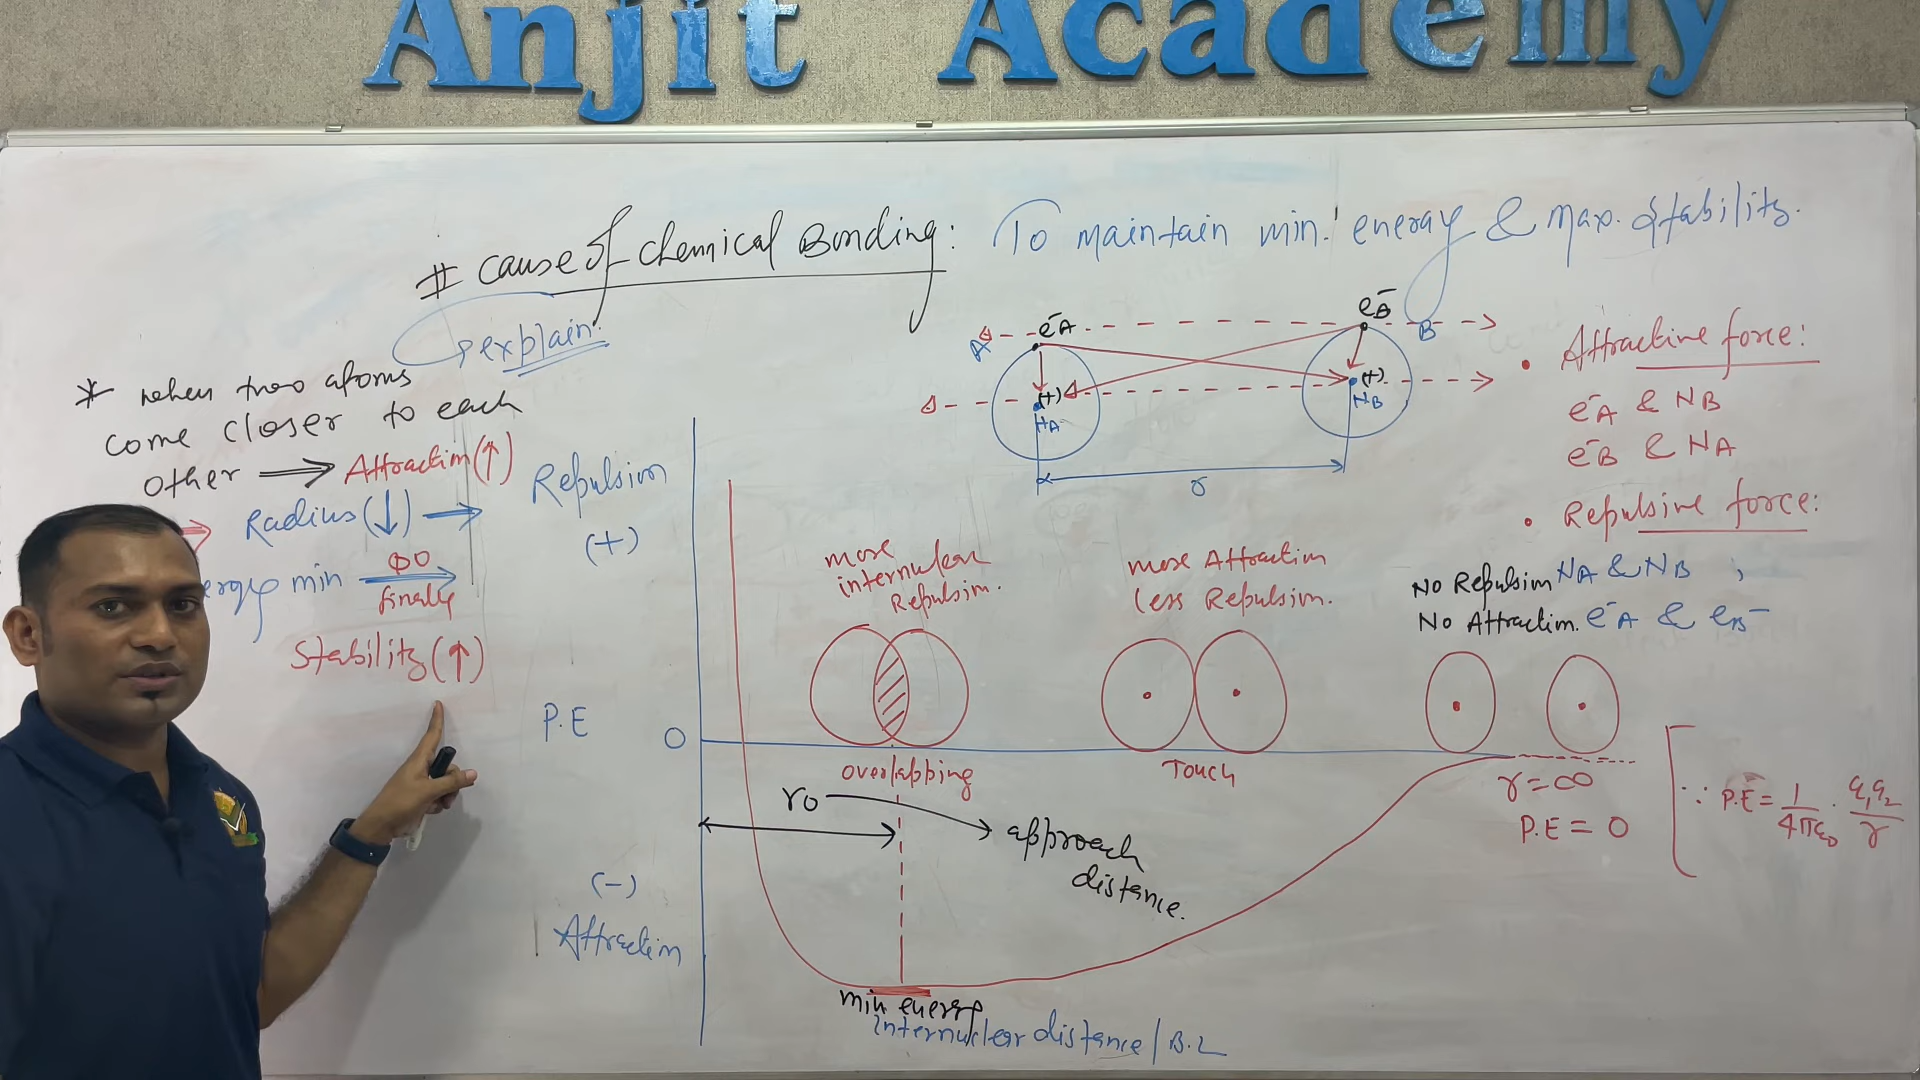 Anjit Academy
# cause of chemical Bonding: To maintain min. energy & max. stability.
explain:
* when two atoms
come closer to each
other ⟹ Attraction(↑)
Radius(↓) →
min
finally
Stability(↑)
Repulsion
(+)
P.E
0
(-)
Attraction
A
e⁻A
(+)
NA
e⁻B
B
(+)
NB
r
• Attractive force:
e⁻A & NB
e⁻B & NA
• Repulsive force:
NA & NB ;
e⁻A & eB⁻
more
internuclear
Repulsion.
more Attraction
less Repulsion.
No Repulsion
No Attraction.
overlapping
Touch
r=∞
P.E = 0
∵ P.E = 1/4πε₀ · q₁q₂/r
r₀
approach
distance.
min energy
Internuclear distance / B.L